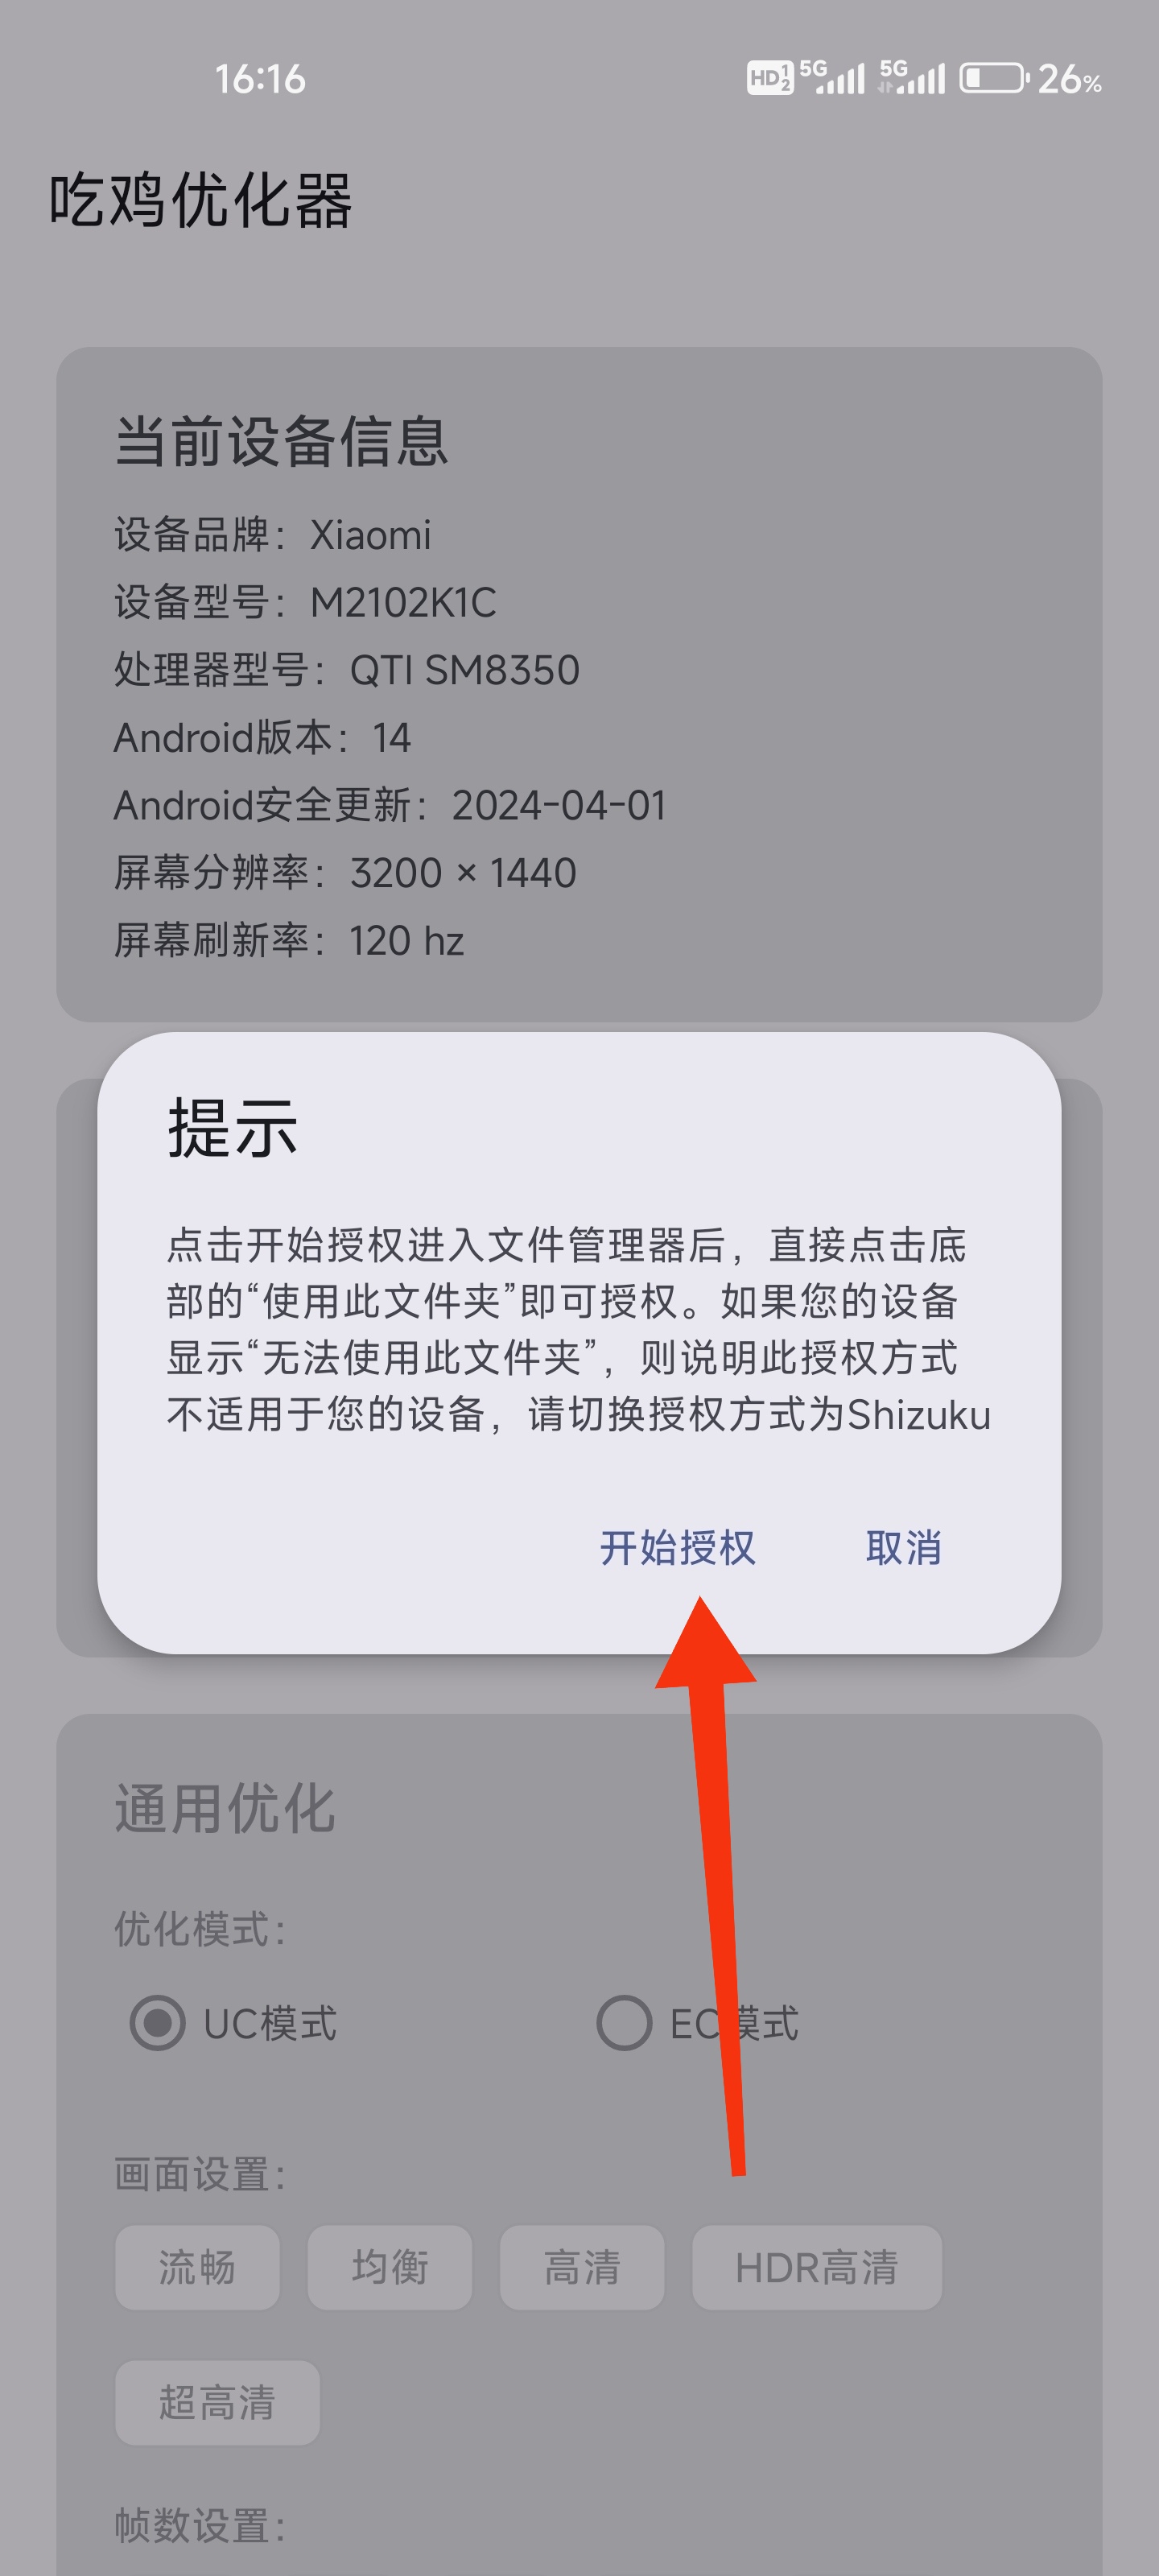 16:16
HD 1 2 5G 5G 26%
吃鸡优化器
当前设备信息
设备品牌：Xiaomi
设备型号：M2102K1C
处理器型号：QTI SM8350
Android版本：14
Android安全更新：2024-04-01
屏幕分辨率：3200 × 1440
屏幕刷新率：120 hz
提示
点击开始授权进入文件管理器后，直接点击底
部的“使用此文件夹”即可授权。如果您的设备
显示“无法使用此文件夹”，则说明此授权方式
不适用于您的设备，请切换授权方式为Shizuku
开始授权 取消
通用优化
优化模式：
UC模式 EC模式
画面设置：
流畅 均衡 高清 HDR高清
超高清
帧数设置：